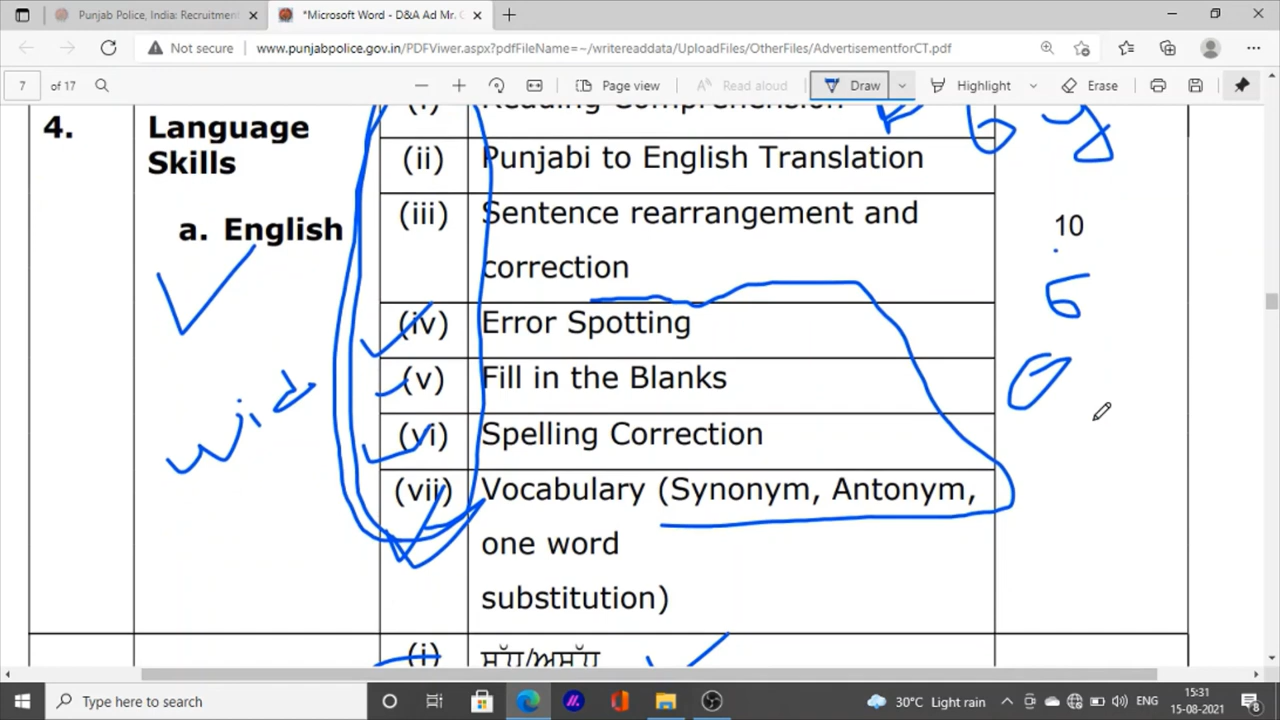 Punjab Police, India: Recruitment
*Microsoft Word - D&A Ad Mr. C
Not secure
www.punjabpolice.gov.in/PDFViwer.aspx?pdfFileName=~/writereaddata/UploadFiles/OtherFiles/AdvertisementforCT.pdf
7 of 17
Page view
Read aloud
Draw
Highlight
Erase
(i) Reading Comprehension
4. Language Skills
(ii) Punjabi to English Translation
a. English
(iii) Sentence rearrangement and
10
correction
(iv) Error Spotting
(v) Fill in the Blanks
(vi) Spelling Correction
(vii) Vocabulary (Synonym, Antonym,
one word
substitution)
(i) ਸ਼ੁੱਧ/ਅਸ਼ੁੱਧ
Type here to search
30°C Light rain
ENG
15:31
15-08-2021
8